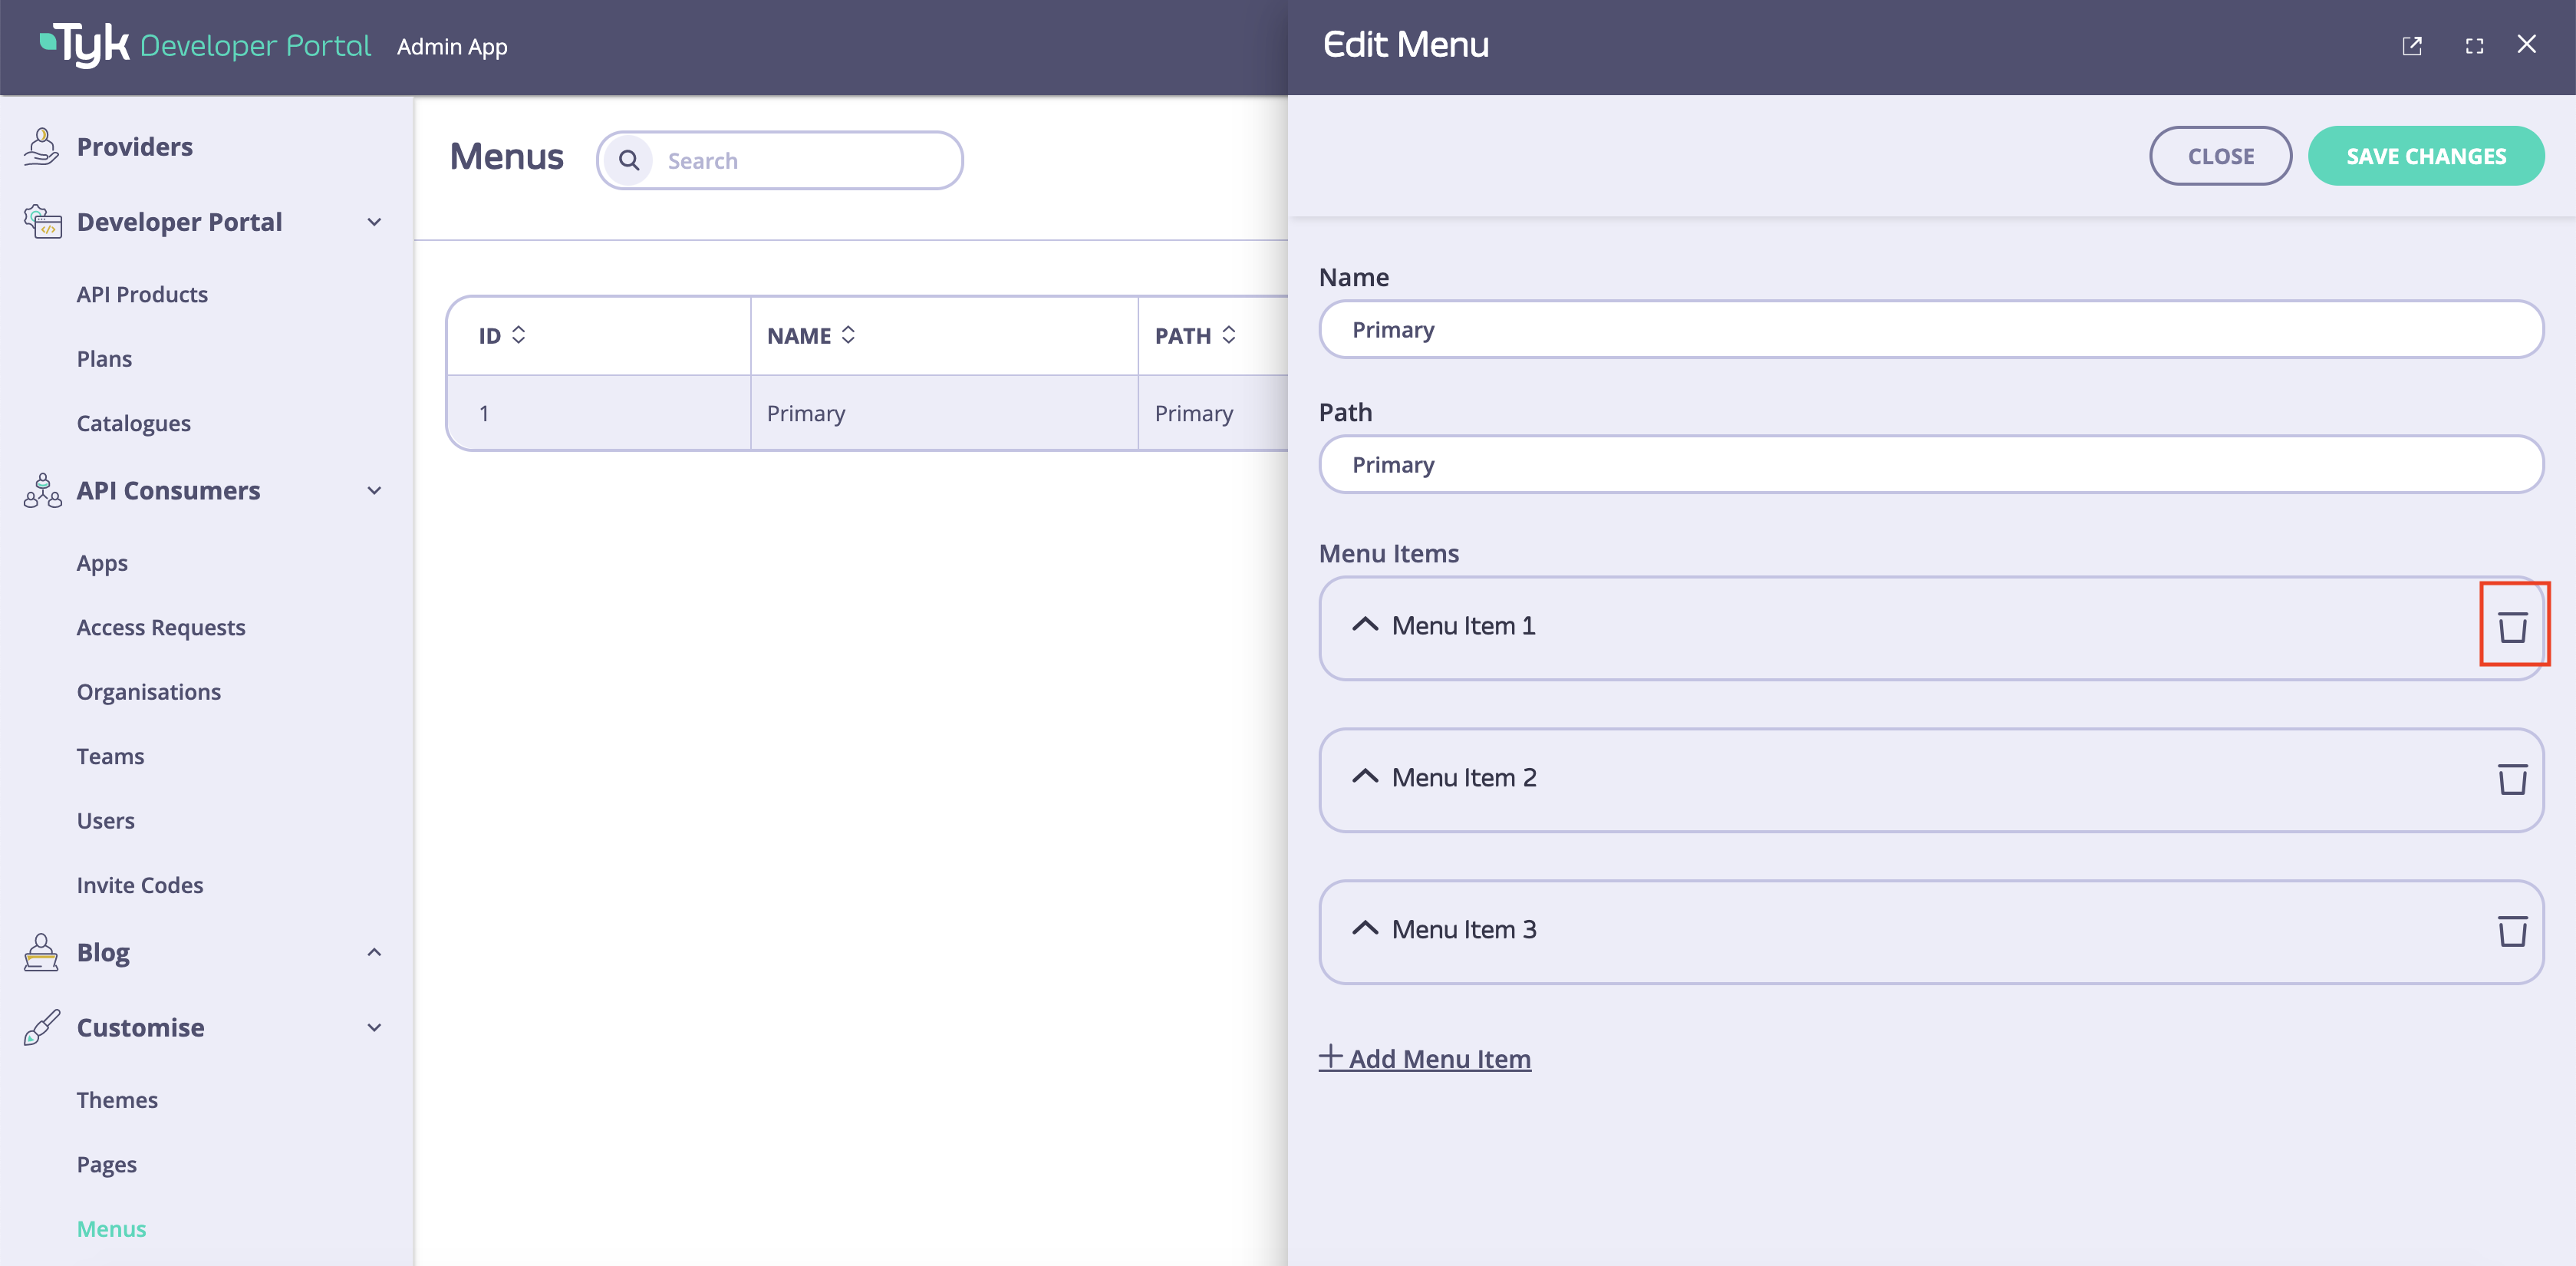 Tyk Developer Portal Admin App
Providers
Developer Portal
API Products
Plans
Catalogues
API Consumers
Apps
Access Requests
Organisations
Teams
Users
Invite Codes
Blog
Customise
Themes
Pages
Menus
Menus
Search
ID NAME PATH
1 Primary Primary
Edit Menu
CLOSE SAVE CHANGES
Name
Primary
Path
Primary
Menu Items
Menu Item 1
Menu Item 2
Menu Item 3
Add Menu Item